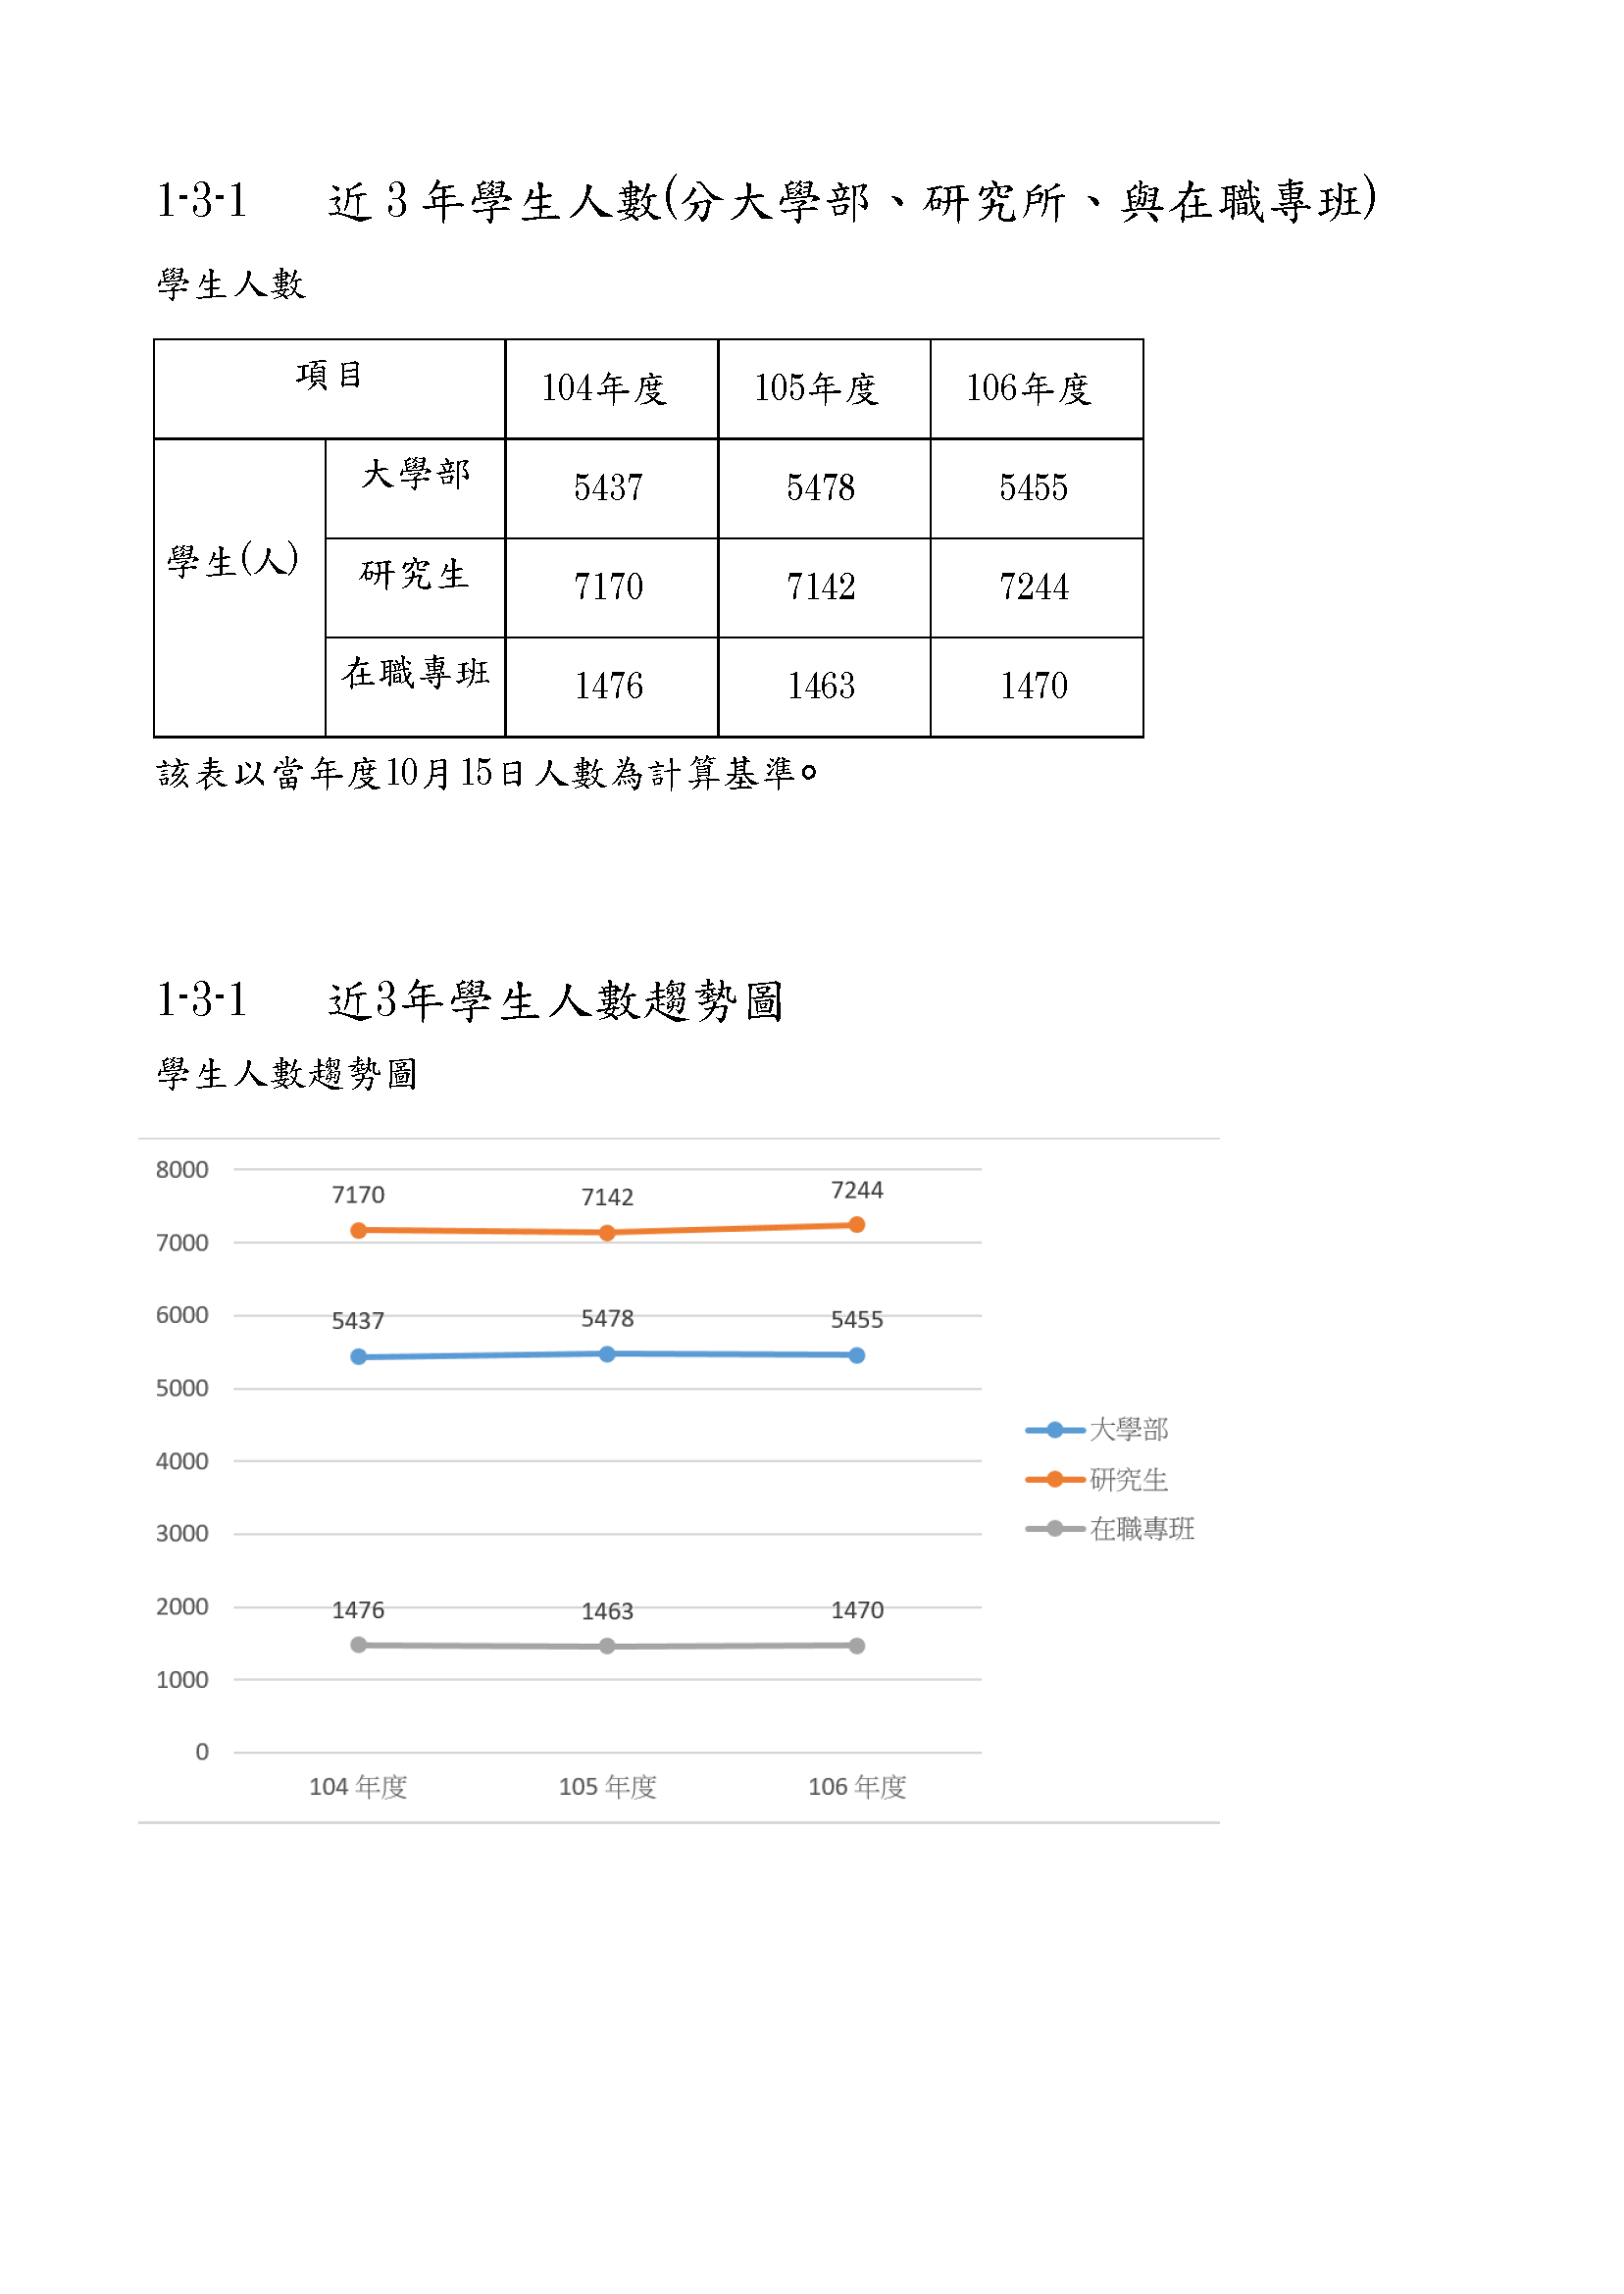 1-3-1 近 3 年學生人數(分大學部、研究所、與在職專班)
學生人數
項目 104年度 105年度 106年度
學生(人)
大學部 5437 5478 5455
研究生 7170 7142 7244
在職專班 1476 1463 1470
該表以當年度10月15日人數為計算基準。
1-3-1 近3年學生人數趨勢圖
學生人數趨勢圖
8000
7170 7142 7244
7000
6000
5437 5478 5455
5000
大學部
4000
研究生
3000
在職專班
2000
1476 1463 1470
1000
0
104 年度 105 年度 106 年度